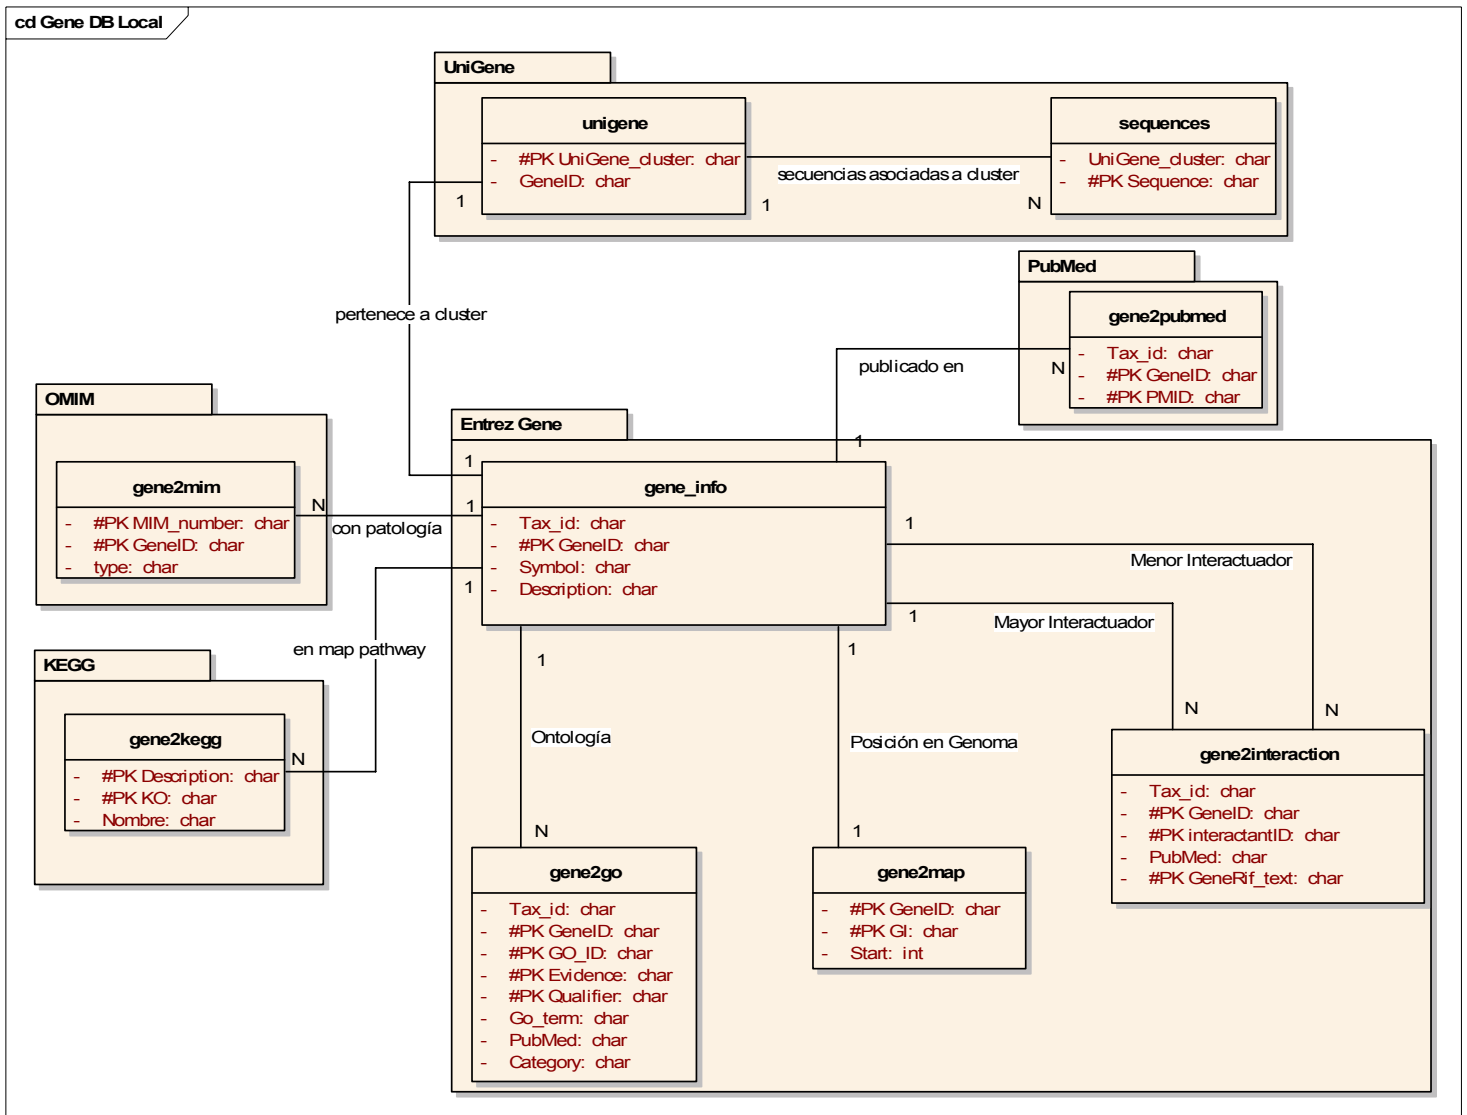 cd Gene DB Local
UniGene
unigene
- #PK UniGene_cluster: char
- GeneID: char
sequences
- UniGene_cluster: char
- #PK Sequence: char
secuencias asociadas a cluster
1
1
N
pertenece a cluster
PubMed
gene2pubmed
- Tax_id: char
- #PK GeneID: char
- #PK PMID: char
publicado en
N
OMIM
gene2mim
- #PK MIM_number: char
- #PK GeneID: char
- type: char
N
con patología
Entrez Gene
1
1
1
1
gene_info
- Tax_id: char
- #PK GeneID: char
- Symbol: char
- Description: char
1
Menor Interactuador
1
Mayor Interactuador
en map pathway
KEGG
gene2kegg
- #PK Description: char
- #PK KO: char
- Nombre: char
N
1
Ontología
N
1
Posición en Genoma
1
N
N
gene2interaction
- Tax_id: char
- #PK GeneID: char
- #PK interactantID: char
- PubMed: char
- #PK GeneRif_text: char
gene2go
- Tax_id: char
- #PK GeneID: char
- #PK GO_ID: char
- #PK Evidence: char
- #PK Qualifier: char
- Go_term: char
- PubMed: char
- Category: char
gene2map
- #PK GeneID: char
- #PK GI: char
- Start: int